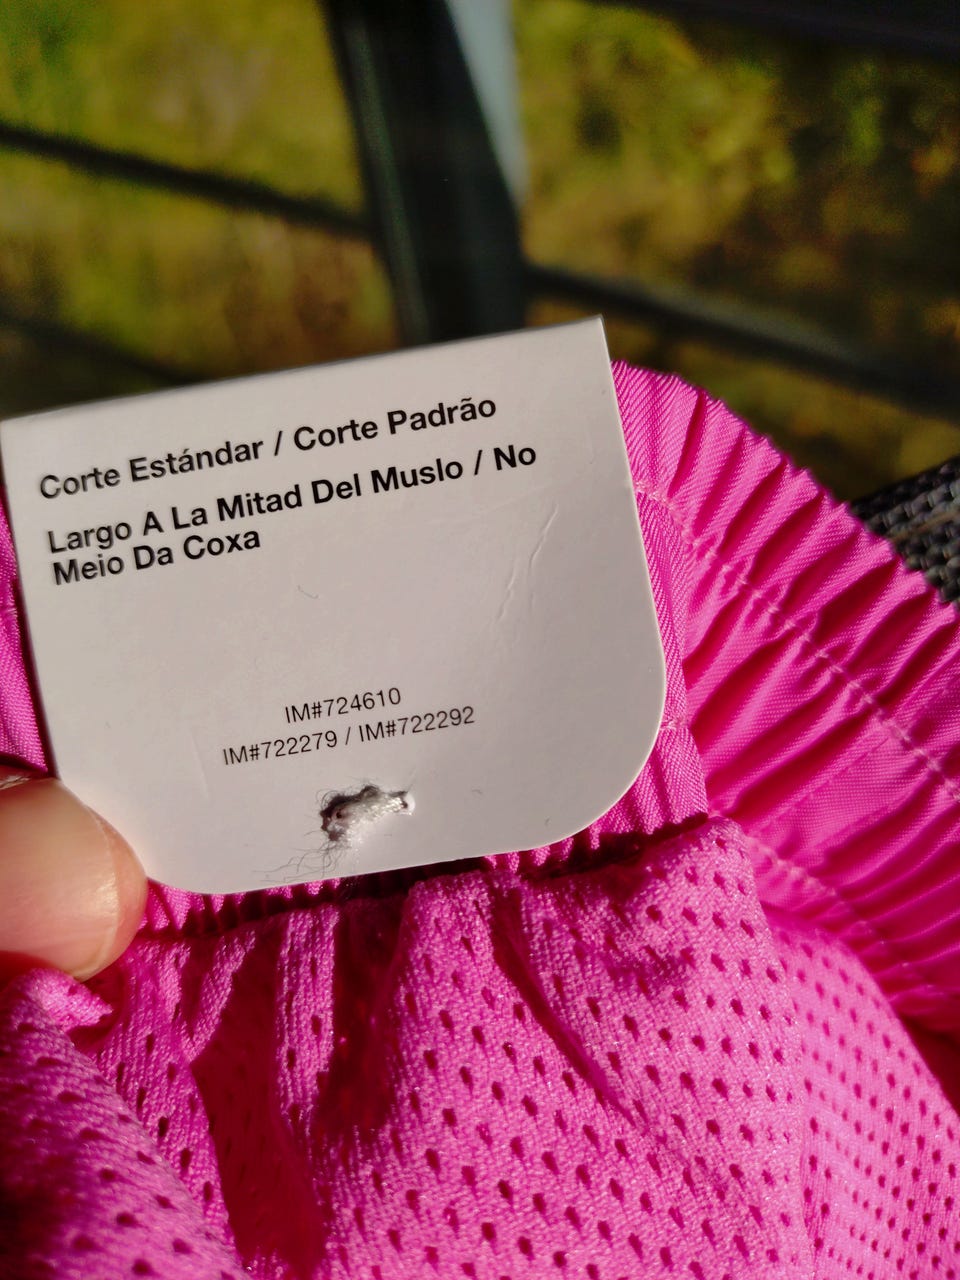 Corte Estándar / Corte Padrão
Largo A La Mitad Del Muslo / No
Meio Da Coxa
IM#724610
IM#722279 / IM#722292